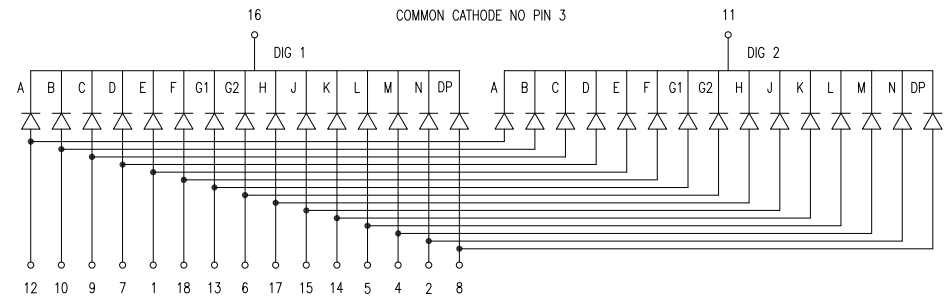 16 COMMON CATHODE NO PIN 3 11
DIG 1 DIG 2
A B C D E F G1 G2 H J K L M N DP A B C D E F G1 G2 H J K L M N DP
12 10 9 7 1 18 13 6 17 15 14 5 4 2 8